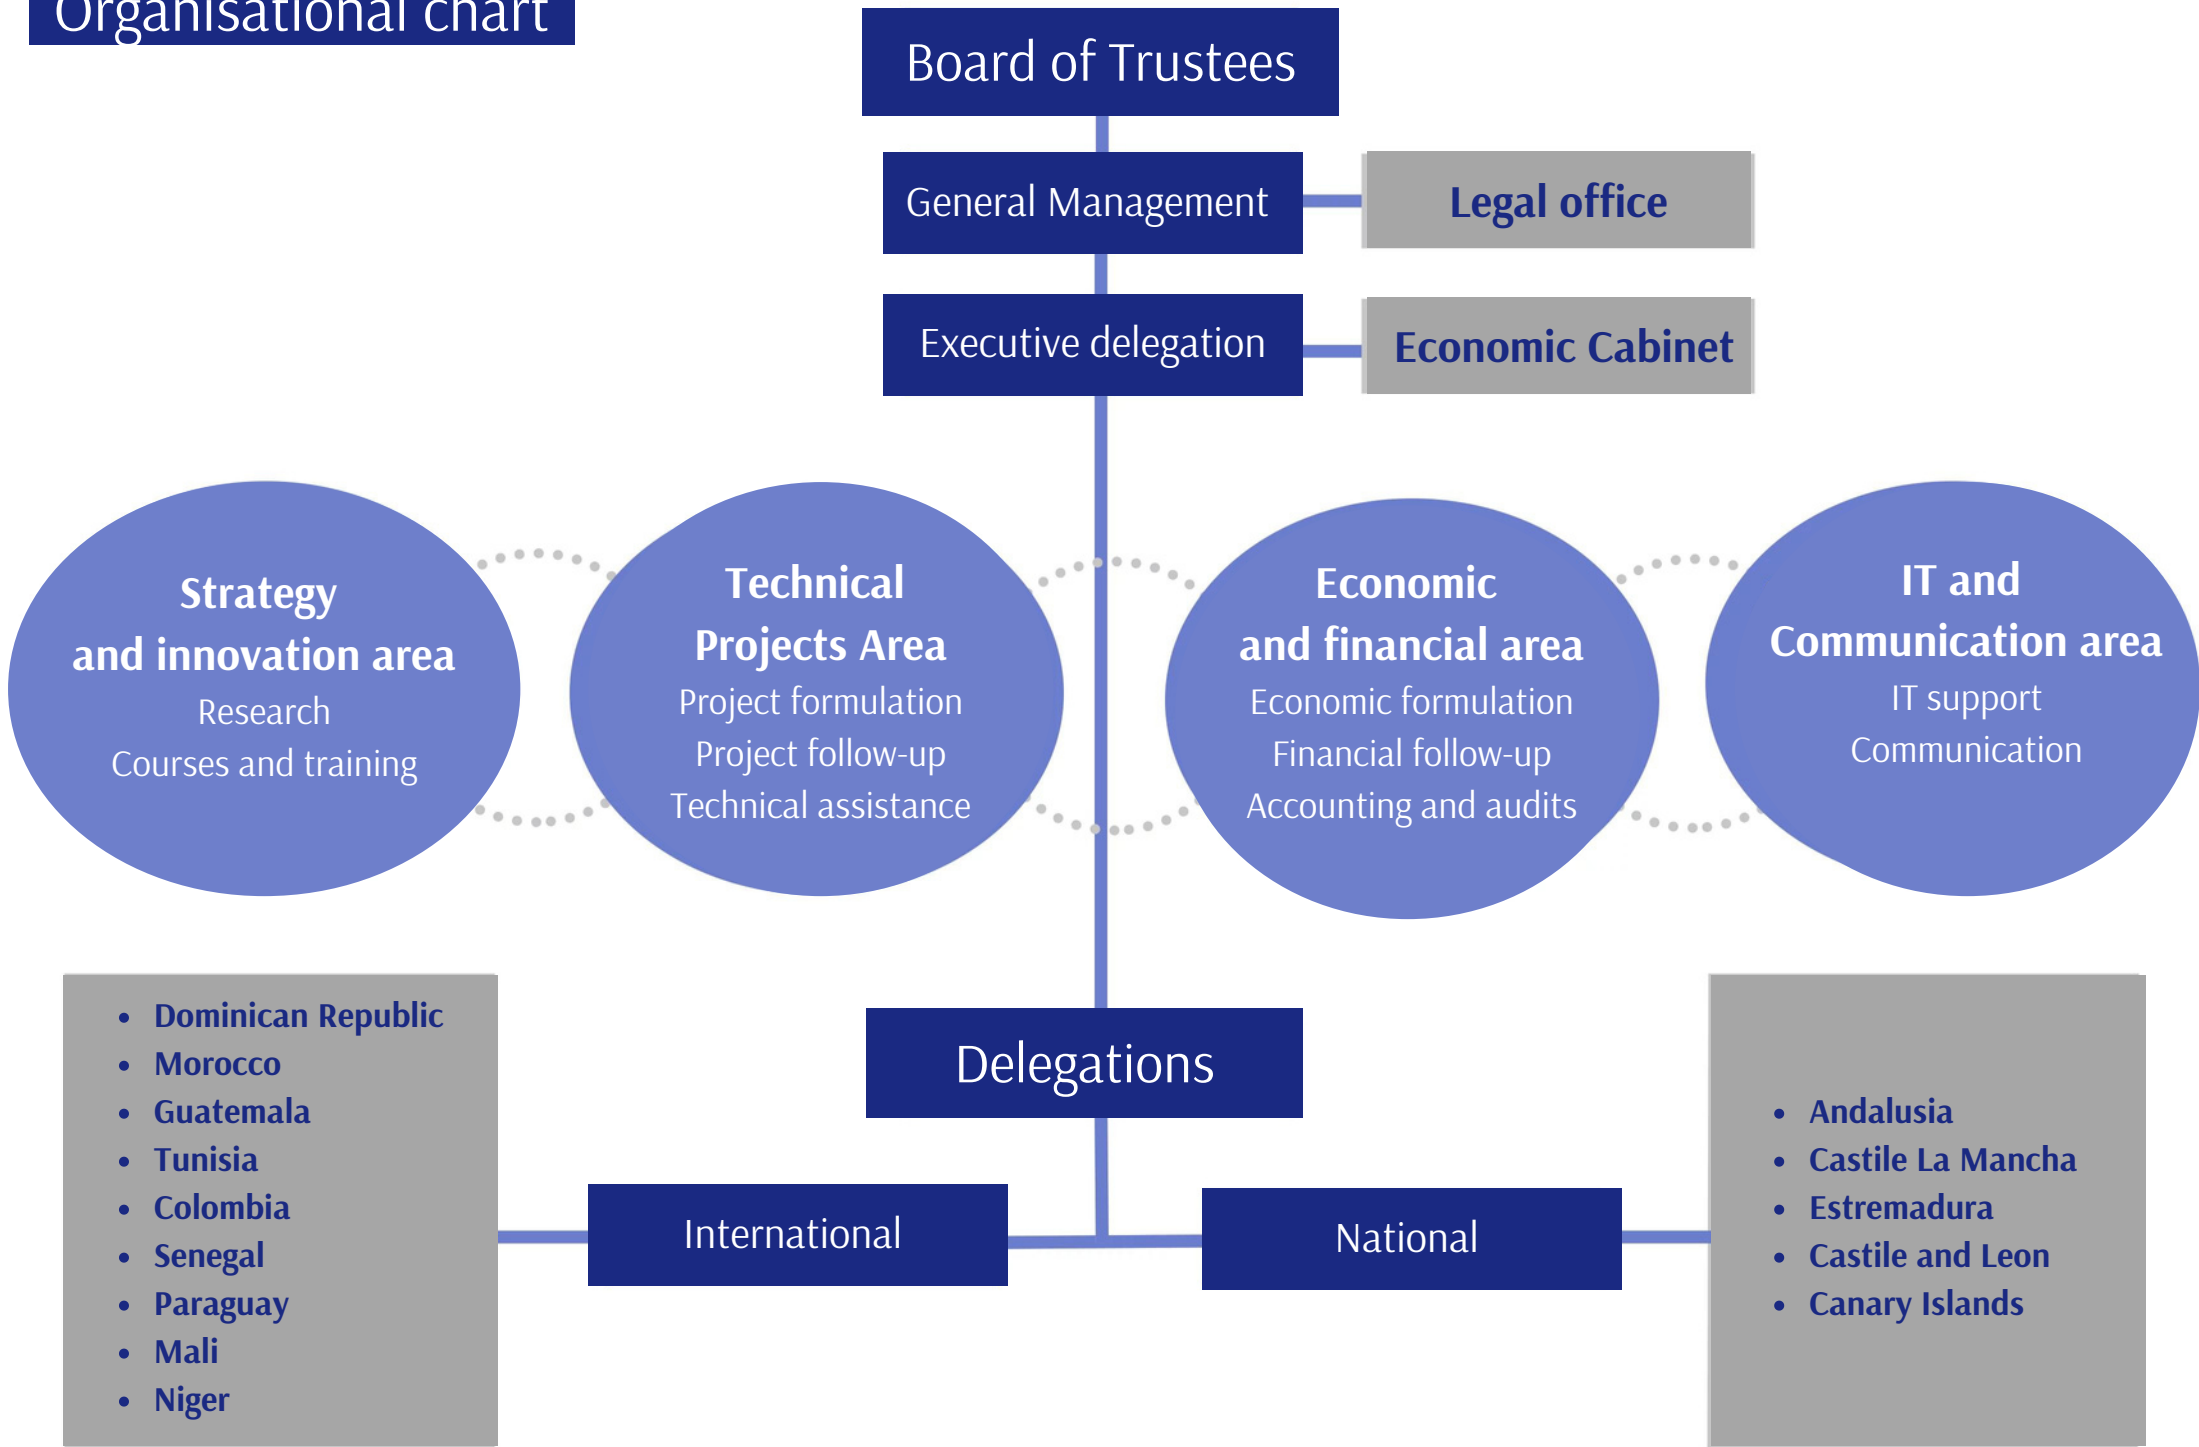 Organisational chart
Board of Trustees
General Management
Legal office
Executive delegation
Economic Cabinet
Strategy
and innovation area
Research
Courses and training
Technical
Projects Area
Project formulation
Project follow-up
Technical assistance
Economic
and financial area
Economic formulation
Financial follow-up
Accounting and audits
IT and
Communication area
IT support
Communication
• Dominican Republic
• Morocco
• Guatemala
• Tunisia
• Colombia
• Senegal
• Paraguay
• Mali
• Niger
Delegations
International
National
• Andalusia
• Castile La Mancha
• Estremadura
• Castile and Leon
• Canary Islands